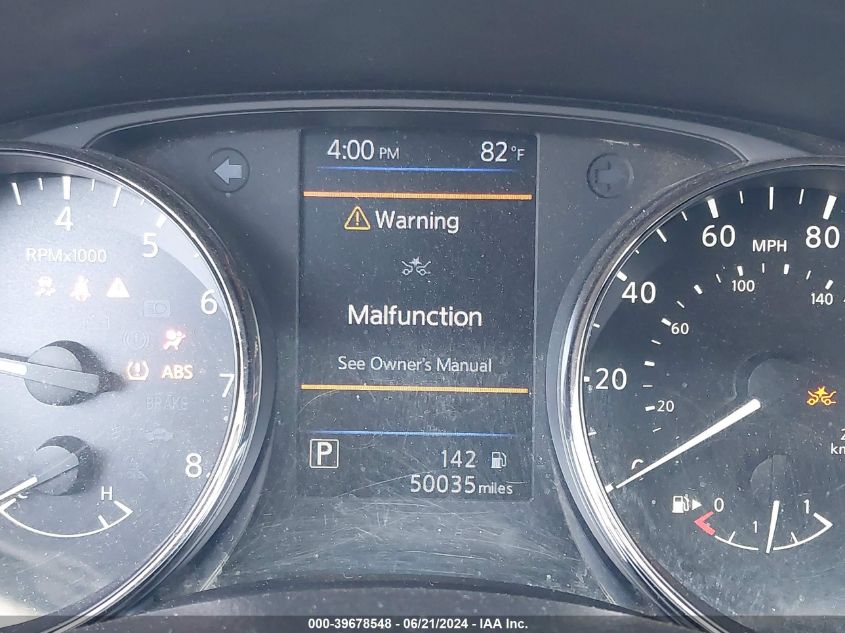 4:00 PM 82°F
Warning
Malfunction
See Owner's Manual
P 142
50035 miles
4 5 6 7 8
RPMx1000
ABS
BRAKE
C H
0 20 40 60 80
MPH
20 60 100 140
km
0 1 1
000-39678548 - 06/21/2024 - IAA Inc.